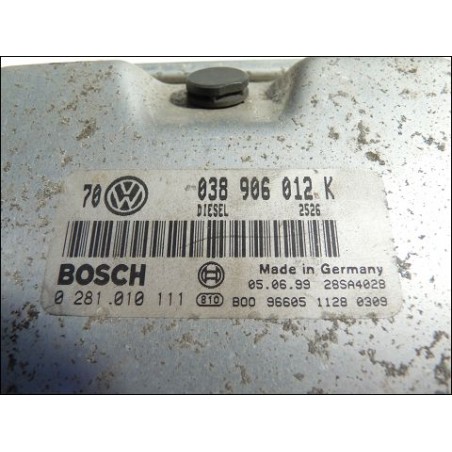 70 VW 038 906 012 K
DIESEL 2526
BOSCH Made in Germany
05.06.99 28SA4028
0 281.010 111 810 B00 96605 1128 0309